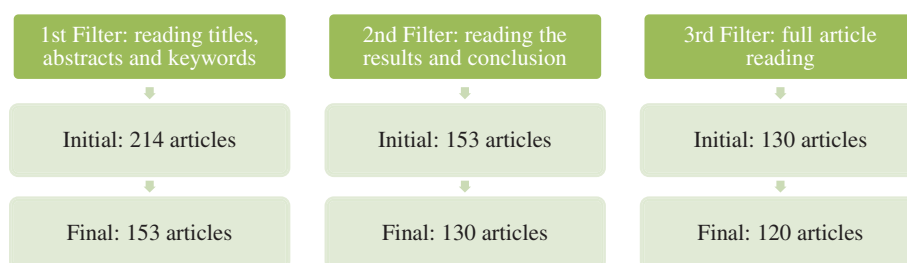 1st Filter: reading titles,
abstracts and keywords
Initial: 214 articles
Final: 153 articles
2nd Filter: reading the
results and conclusion
Initial: 153 articles
Final: 130 articles
3rd Filter: full article
reading
Initial: 130 articles
Final: 120 articles